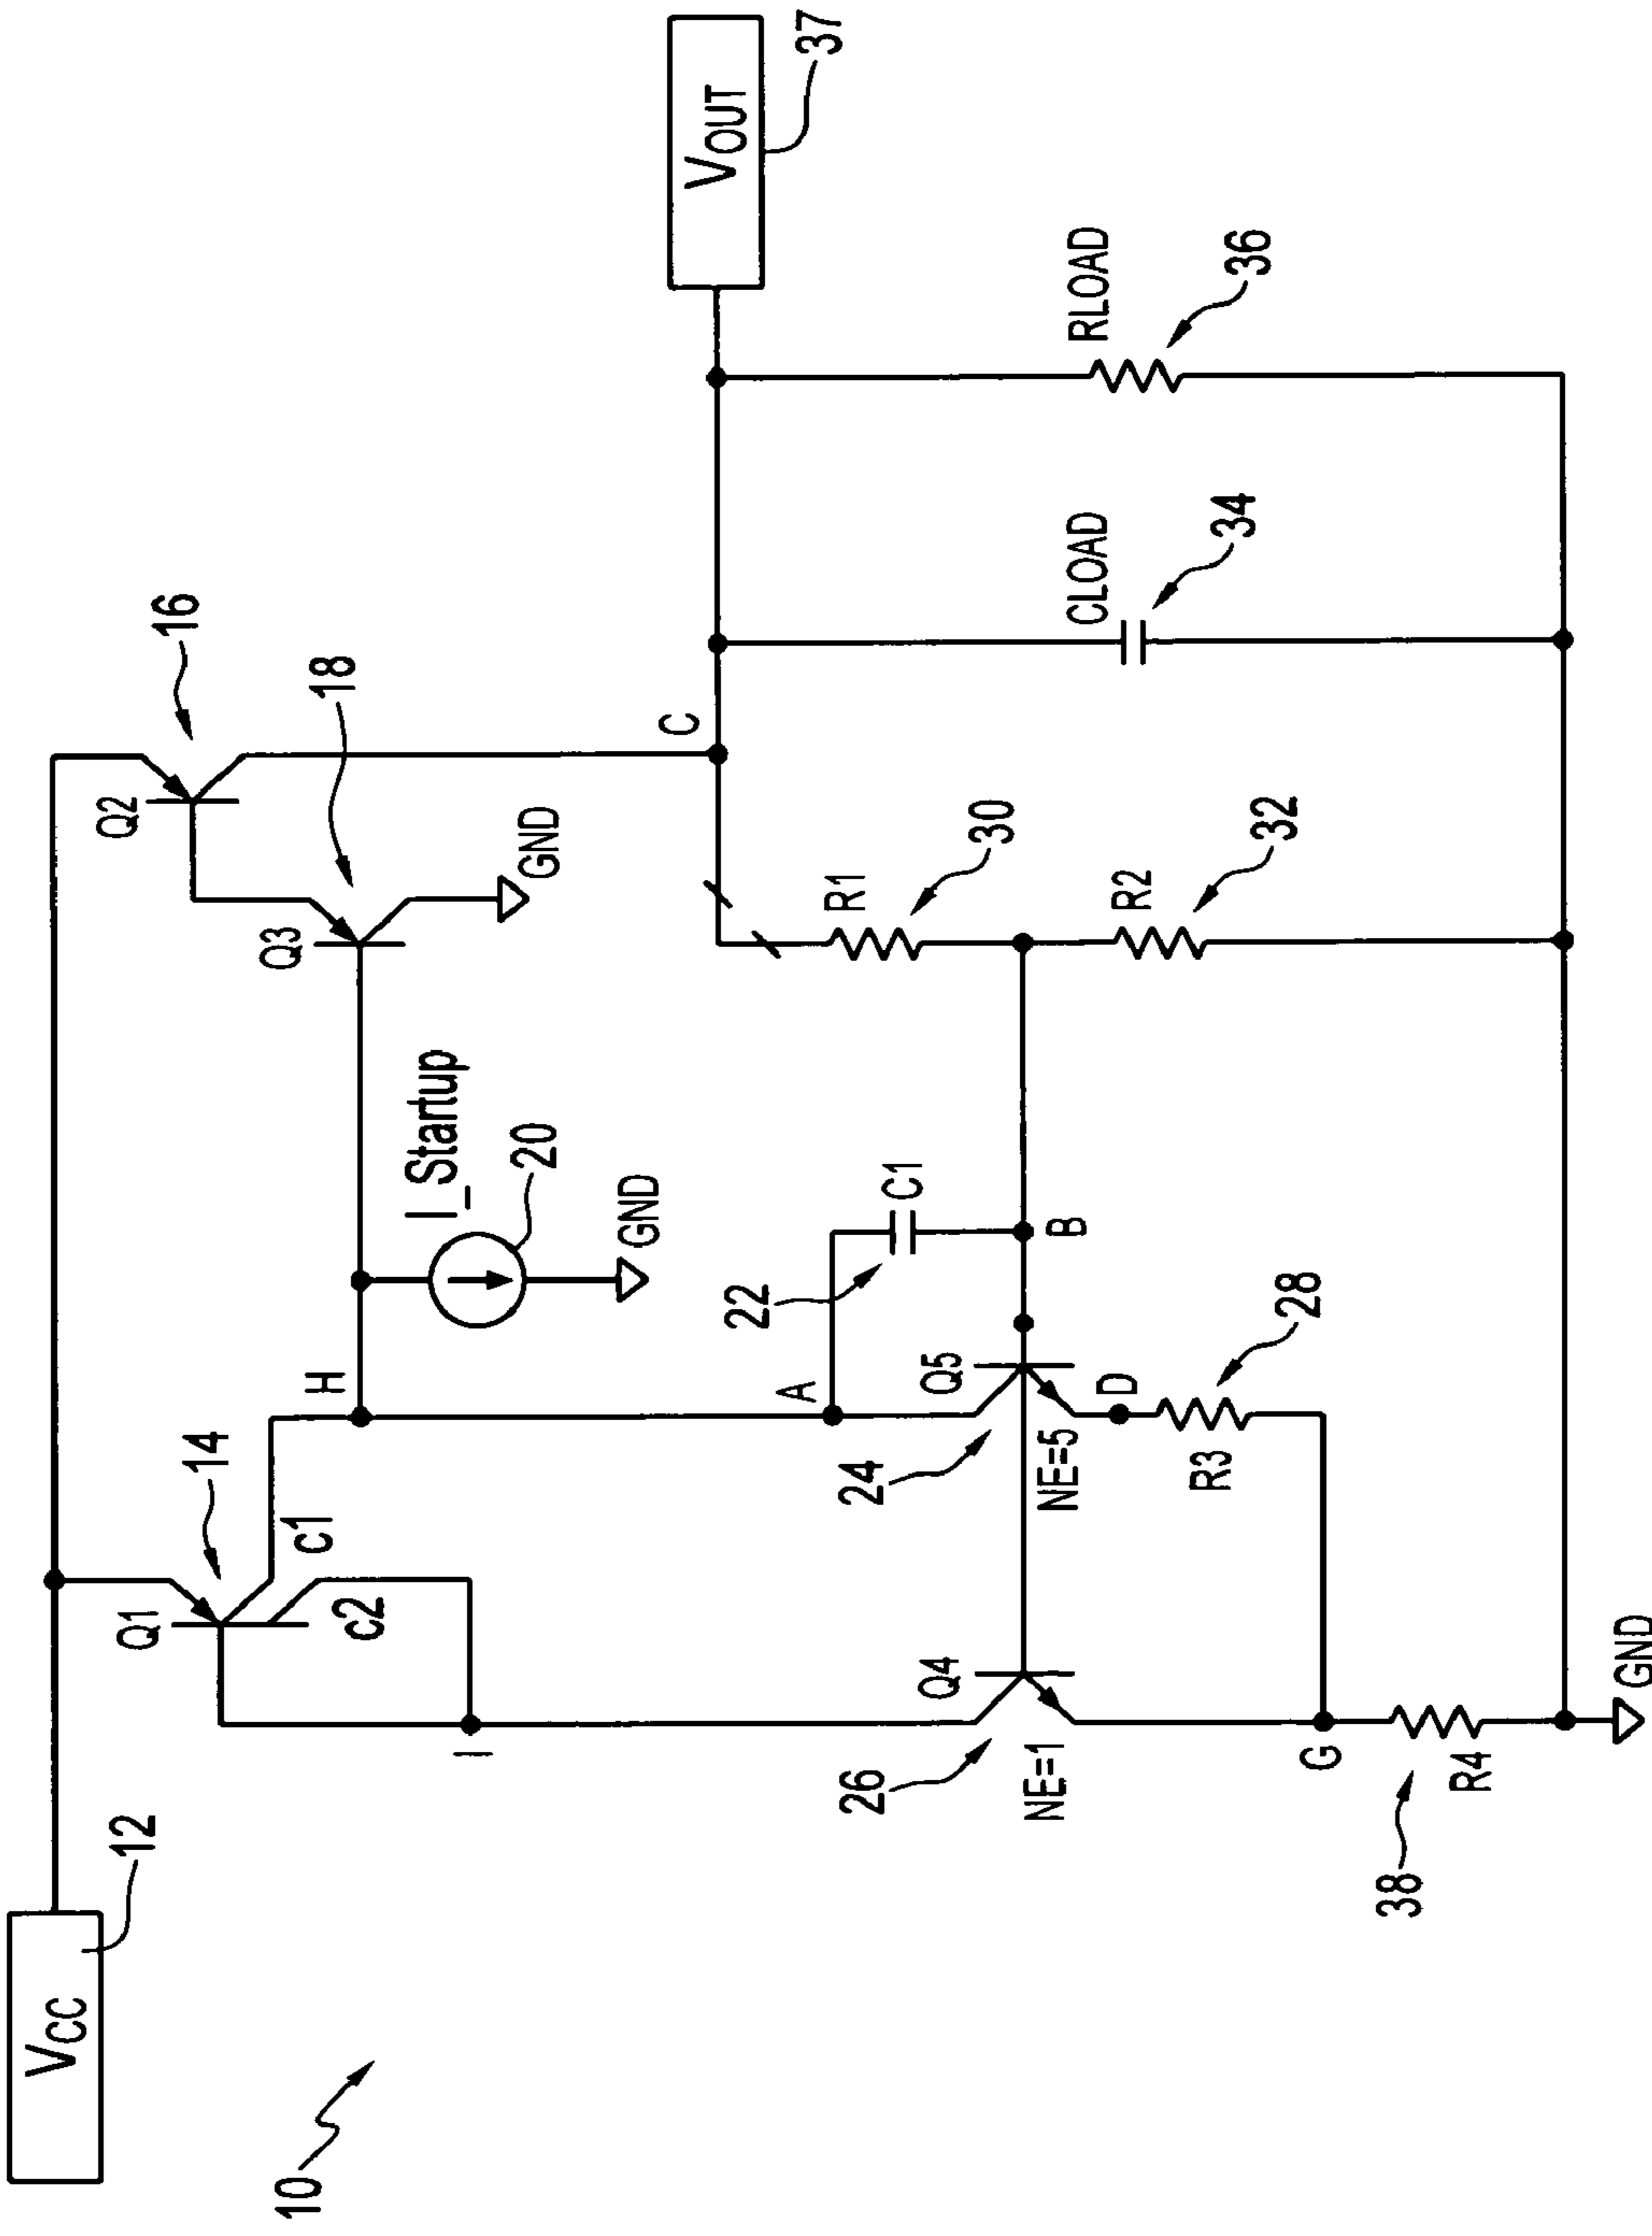 10
VCC
12
Q1
14
c1
c2
I
H
I_Startup
20
GND
Q3
18
GND
Q2
16
C
VOUT
37
A
22
C1
B
Q5
24
NE=5
D
R3
28
Q4
26
NE=1
G
38
R4
GND
R1
30
R2
32
CLOAD
34
RLOAD
36